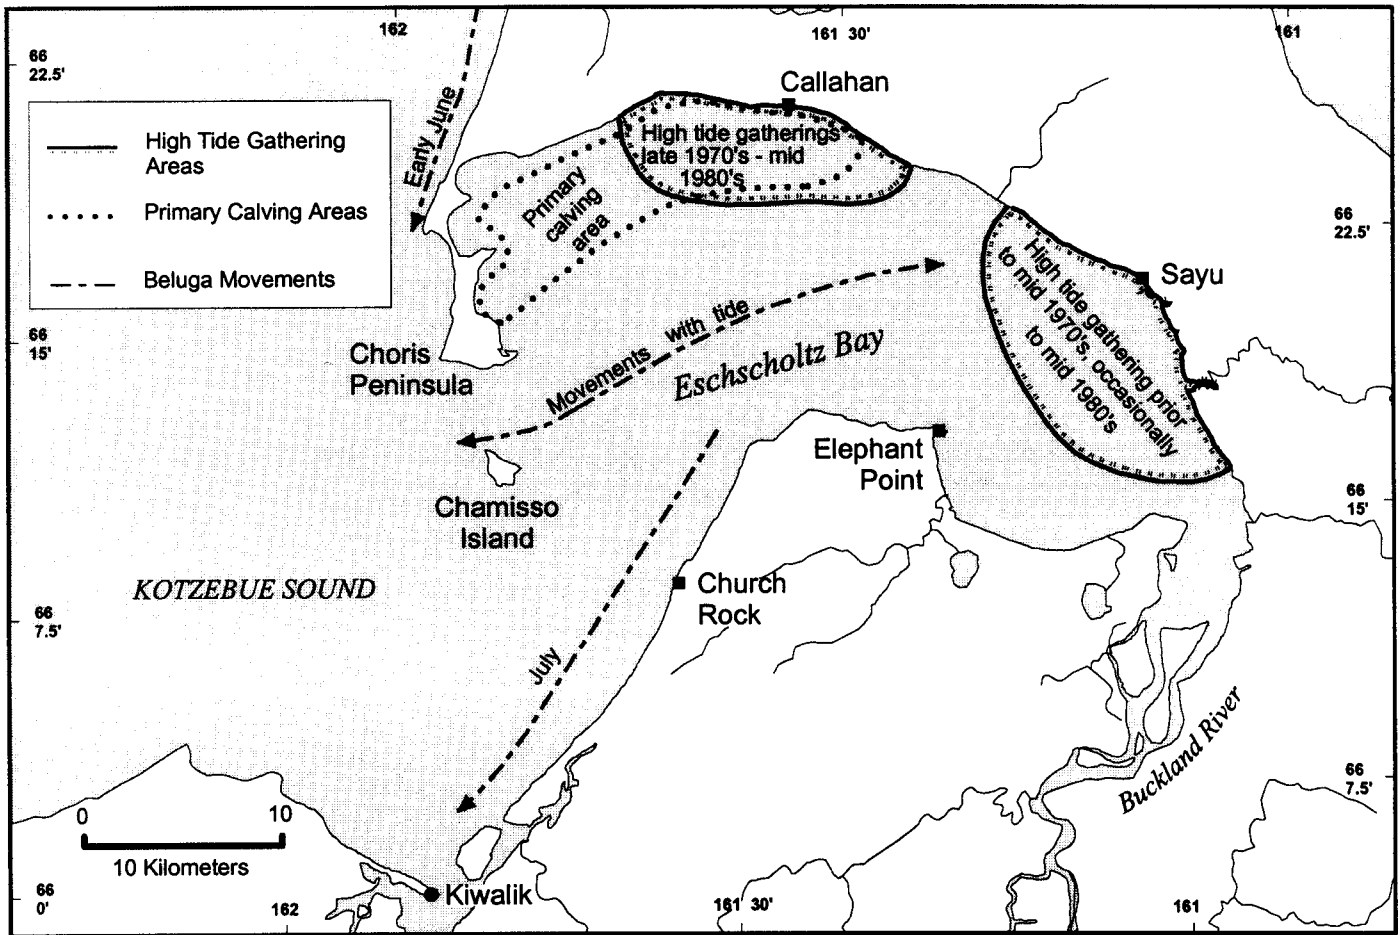 162
161 30'
161
66
22.5'
Callahan
High Tide Gathering
Areas
Primary Calving Areas
Beluga Movements
Early June
High tide gatherings
late 1970's - mid
1980's
Primary
calving
area
66
22.5'
Sayu
High tide gathering prior
to mid 1970's, occasionally
to mid 1980's
66
15'
Choris
Peninsula
Movements with tide
Eschscholtz Bay
Elephant
Point
Chamisso
Island
66
15'
KOTZEBUE SOUND
Church
Rock
66
7.5'
July
Buckland River
66
7.5'
0 10
10 Kilometers
Kiwalik
66
0'
162
161 30'
161